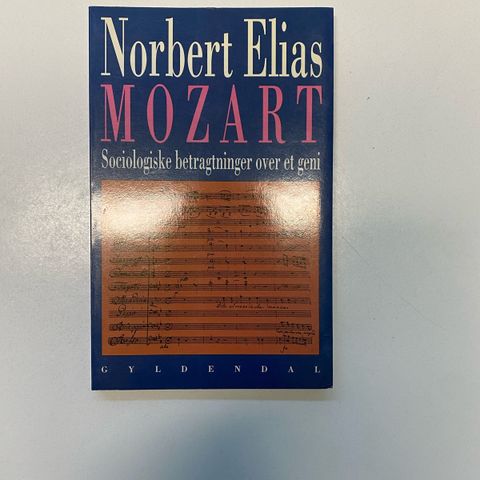 Norbert Elias
MOZART
Sociologiske betragtninger over et geni
GYLDENDAL